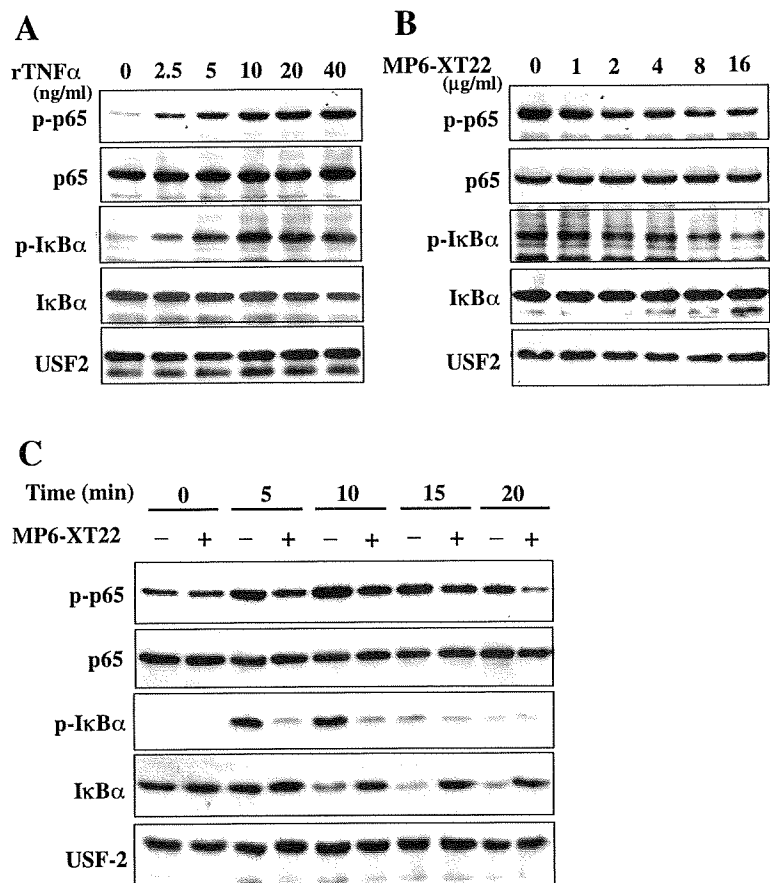 A
rTNFα 0 2.5 5 10 20 40
(ng/ml)
p-p65
p65
p-IκBα
IκBα
USF2
B
MP6-XT22 0 1 2 4 8 16
(μg/ml)
p-p65
p65
p-IκBα
IκBα
USF2
C
Time (min) 0 5 10 15 20
MP6-XT22 − + − + − + − + − +
p-p65
p65
p-IκBα
IκBα
USF-2